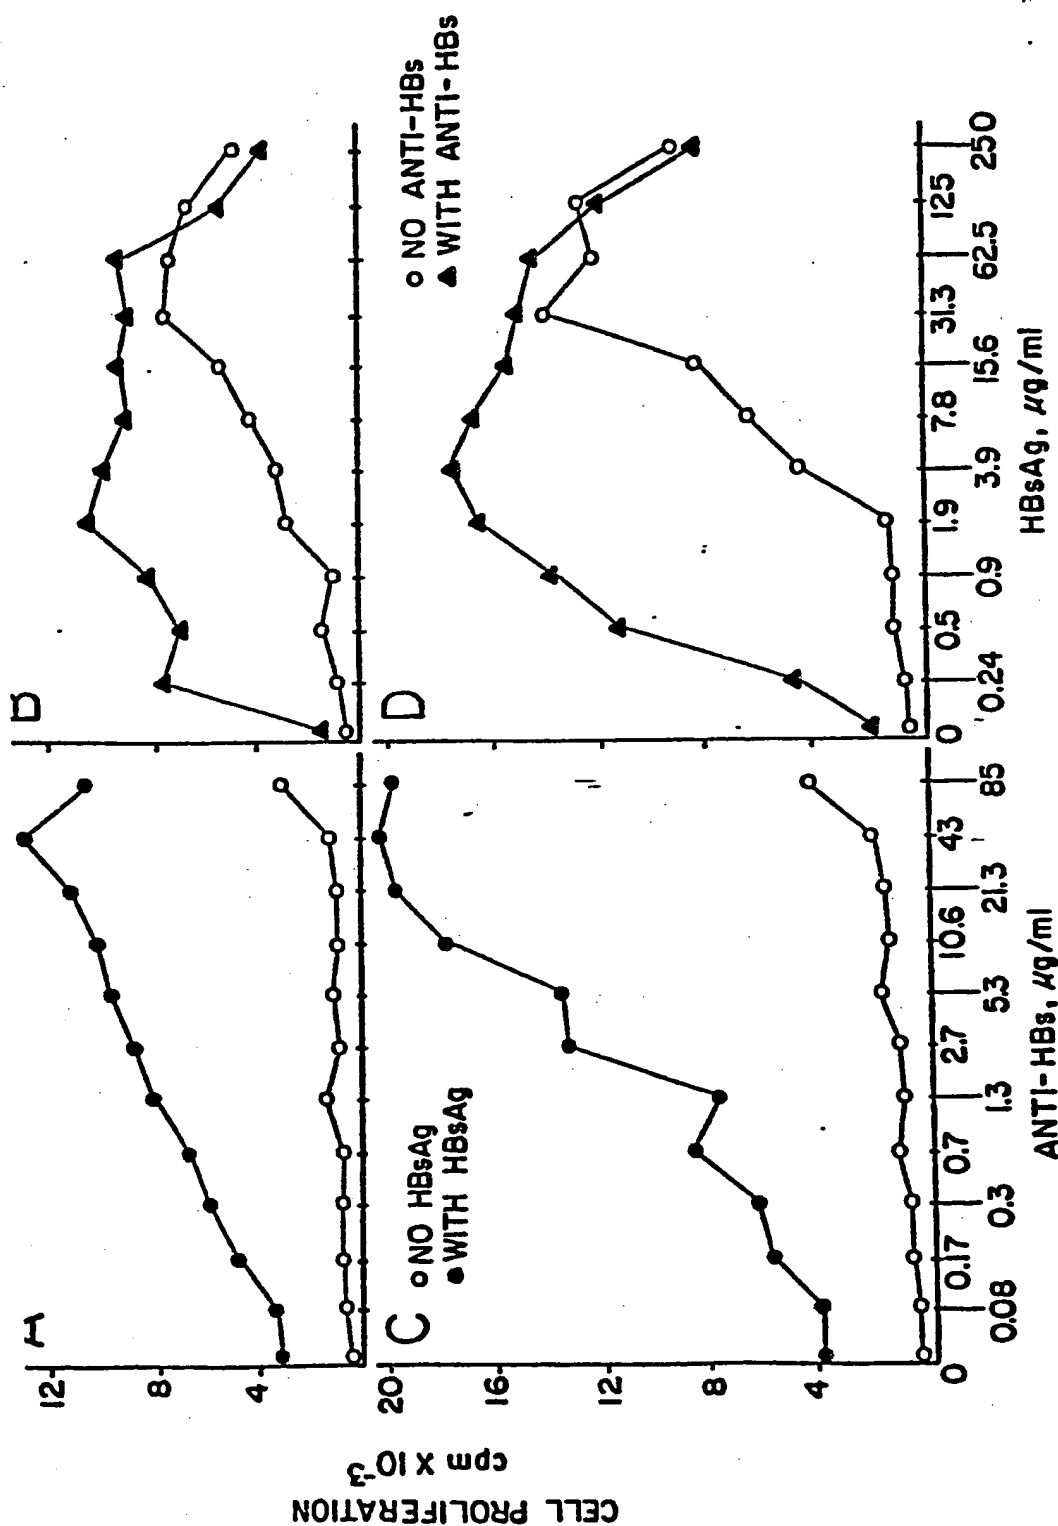 A
B
12
8
4
C
D
○ NO HBsAg
● WITH HBsAg
○ NO ANTI-HBs
▲ WITH ANTI-HBs
20
16
12
8
4
CELL PROLIFERATION
cpm X 10-3
0 0.08 0.17 0.3 0.7 1.3 2.7 5.3 10.6 21.3 43 85
ANTI-HBs, µg/ml
0 0.24 0.5 0.9 1.9 3.9 7.8 15.6 31.3 62.5 125 250
HBsAg, µg/ml